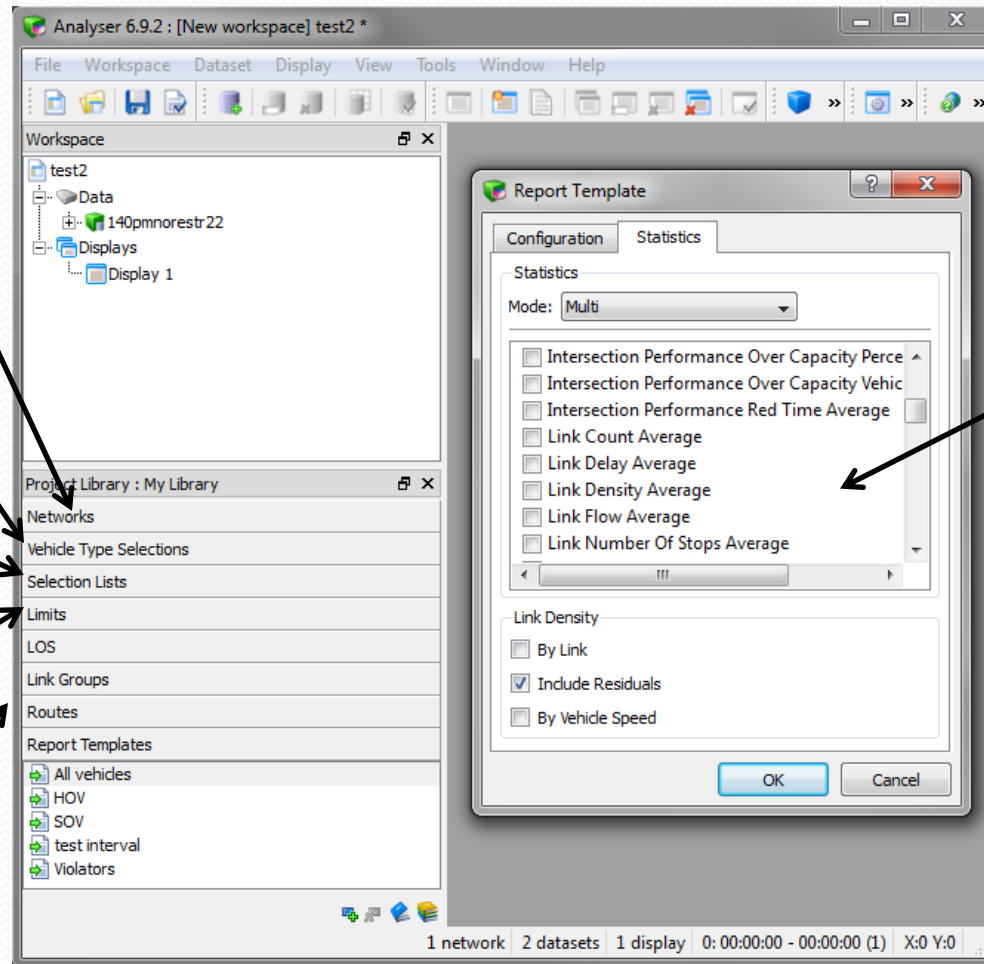 Analyser 6.9.2 : [New workspace] test2 *
File Workspace Dataset Display View Tools Window Help
» » »
Workspace
test2
Data
140pmnorestr22
Displays
Display 1
Project Library : My Library
Networks
Vehicle Type Selections
Selection Lists
Limits
LOS
Link Groups
Routes
Report Templates
All vehicles
HOV
SOV
test interval
Violators
Report Template
Configuration Statistics
Statistics
Mode: Multi
Intersection Performance Over Capacity Perce
Intersection Performance Over Capacity Vehic
Intersection Performance Red Time Average
Link Count Average
Link Delay Average
Link Density Average
Link Flow Average
Link Number Of Stops Average
Link Density
By Link
Include Residuals
By Vehicle Speed
OK Cancel
1 network 2 datasets 1 display 0: 00:00:00 - 00:00:00 (1) X:0 Y:0